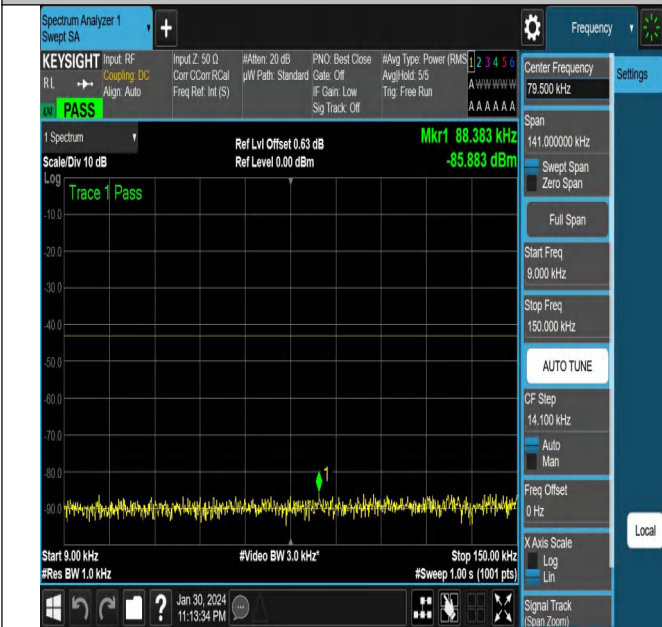 Spectrum Analyzer 1
Swept SA
Frequency
KEYSIGHT
RL
PASS
Input: RF
Coupling: DC
Align: Auto
Input Z: 50 Ω
Corr CCorr RCal
Freq Ref: Int (S)
#Atten: 20 dB
µW Path: Standard
PNO: Best Close
Gate: Off
IF Gain: Low
Sig Track: Off
#Avg Type: Power (RMS
Avg|Hold: 5/5
Trig: Free Run
1 2 3 4 5 6
A W W W W W
A A A A A A
1 Spectrum
Scale/Div 10 dB
Log
Ref Lvl Offset 0.63 dB
Ref Level 0.00 dBm
Mkr1 88.383 kHz
-85.883 dBm
Trace 1 Pass
-10.0
-20.0
-30.0
-40.0
-50.0
-60.0
-70.0
-80.0
-90.0
1
Start 9.00 kHz
#Res BW 1.0 kHz
#Video BW 3.0 kHz*
Stop 150.00 kHz
#Sweep 1.00 s (1001 pts)
Jan 30, 2024
11:13:34 PM
Center Frequency
79.500 kHz
Settings
Span
141.000000 kHz
Swept Span
Zero Span
Full Span
Start Freq
9.000 kHz
Stop Freq
150.000 kHz
AUTO TUNE
CF Step
14.100 kHz
Auto
Man
Freq Offset
0 Hz
Local
X Axis Scale
Log
Lin
Signal Track
(Span Zoom)